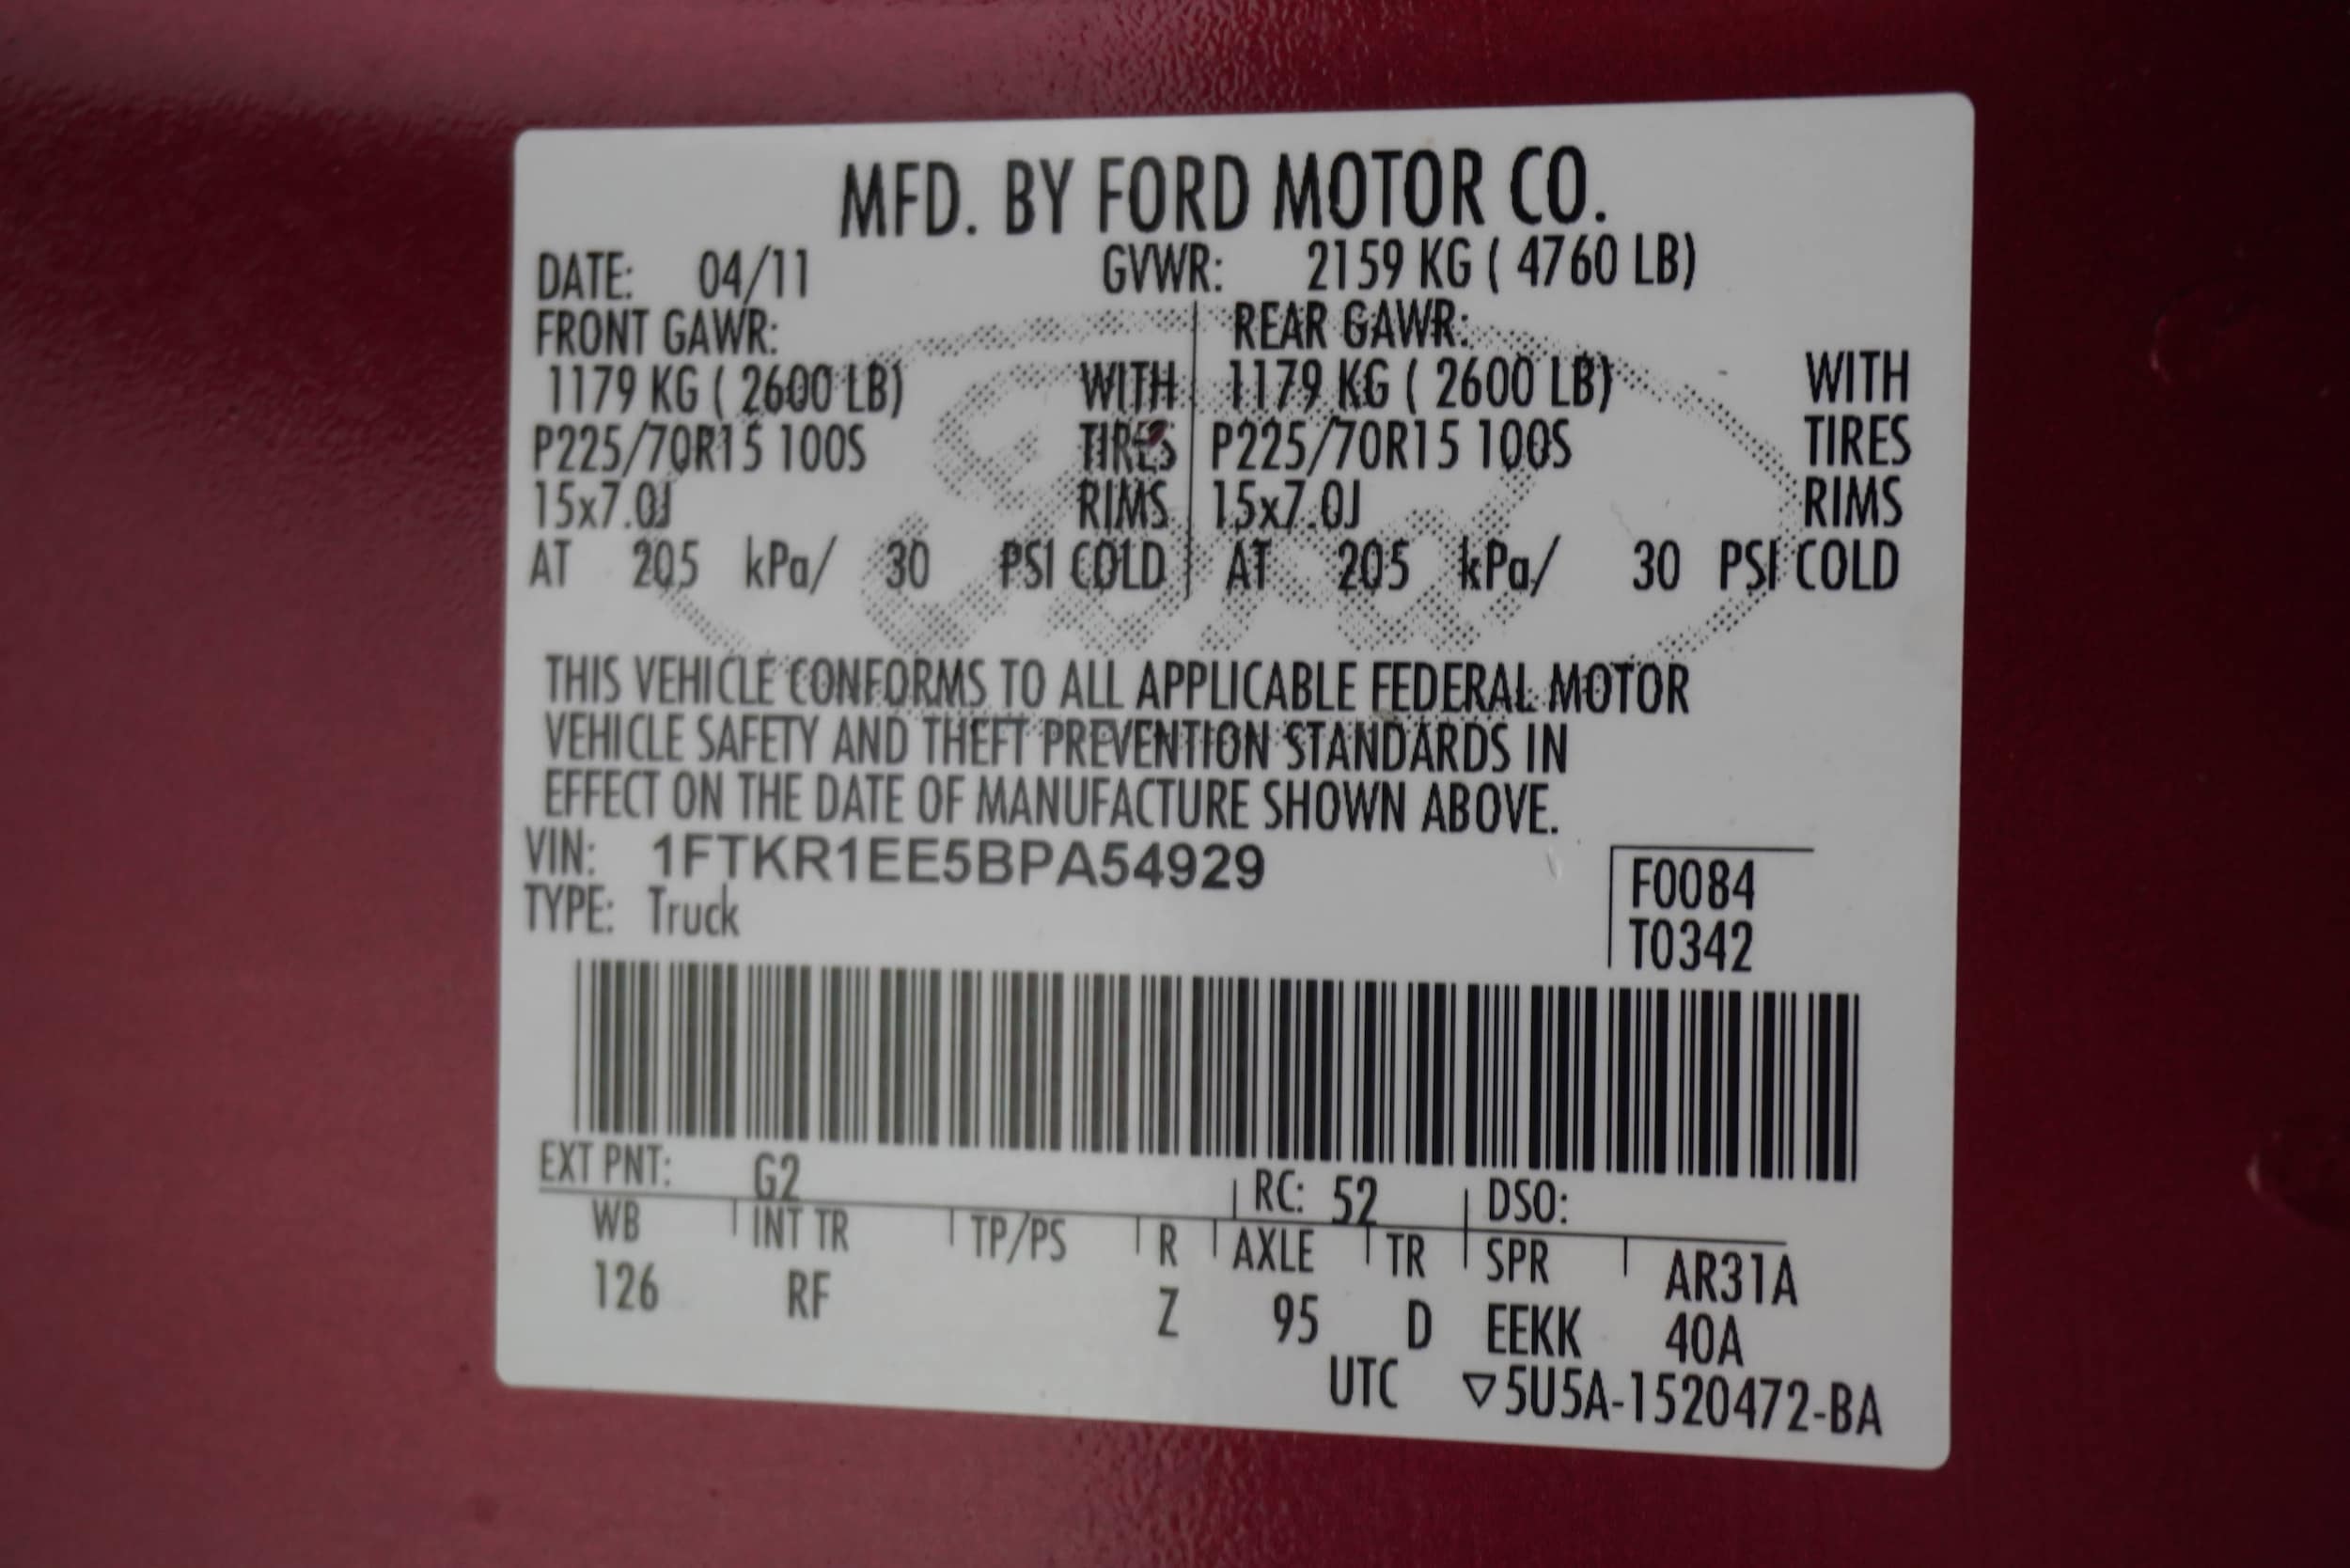 MFD. BY FORD MOTOR CO.
DATE: 04/11 GVWR: 2159 KG ( 4760 LB)
FRONT GAWR: REAR GAWR:
1179 KG ( 2600 LB) WITH 1179 KG ( 2600 LB) WITH
P225/70R15 100S TIRES P225/70R15 100S TIRES
15x7.0J RIMS 15x7.0J RIMS
AT 205 kPa/ 30 PSI COLD AT 205 kPa/ 30 PSI COLD
Ford
THIS VEHICLE CONFORMS TO ALL APPLICABLE FEDERAL MOTOR
VEHICLE SAFETY AND THEFT PREVENTION STANDARDS IN
EFFECT ON THE DATE OF MANUFACTURE SHOWN ABOVE.
VIN: 1FTKR1EE5BPA54929
TYPE: Truck
F0084
T0342
EXT PNT: G2 RC: 52 DSO:
WB INT TR TP/PS R AXLE TR SPR AR31A
126 RF Z 95 D EEKK 40A
UTC ▽5U5A-1520472-BA